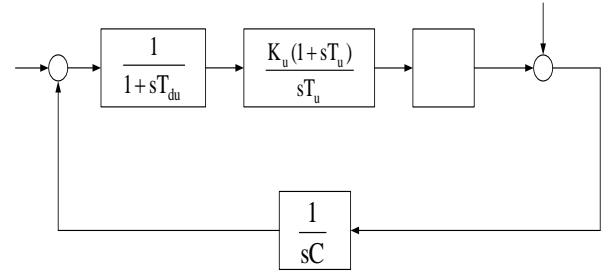 1 / (1 + sT_du)
K_u (1 + sT_u) / sT_u
1 / sC